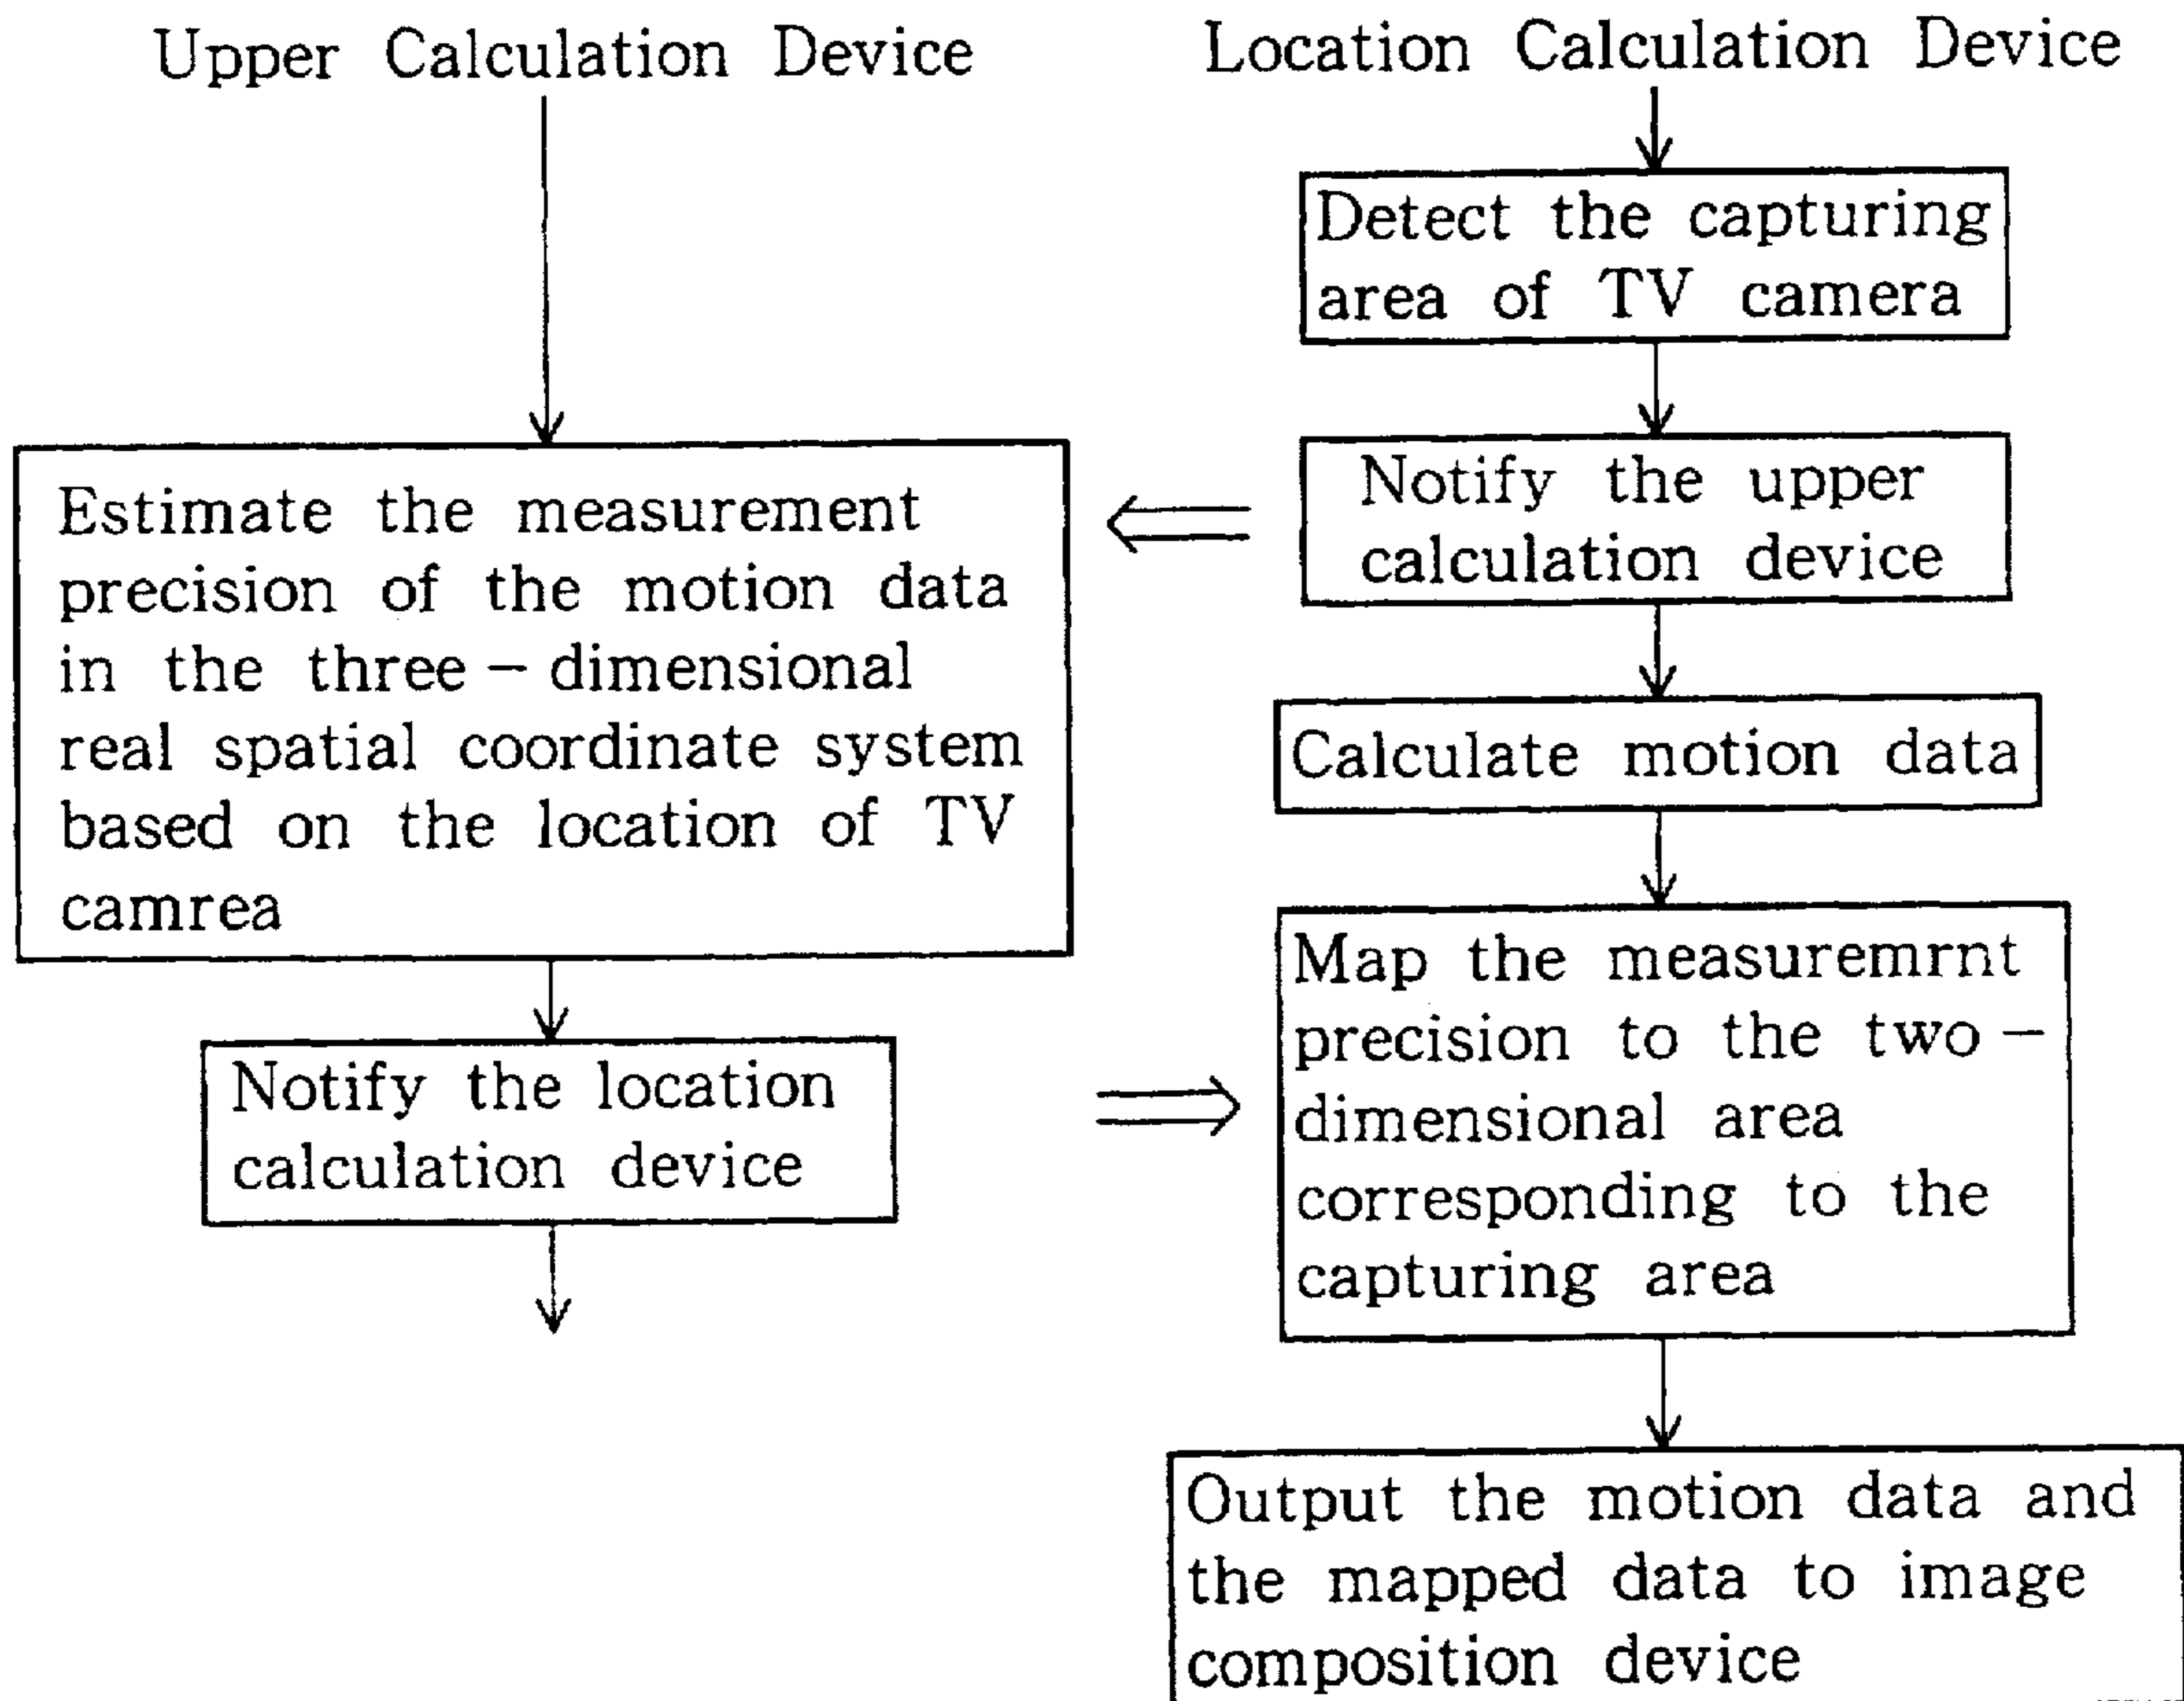 Upper Calculation Device
Location Calculation Device
Detect the capturing
area of TV camera
Notify the upper
calculation device
Estimate the measurement
precision of the motion data
in the three - dimensional
real spatial coordinate system
based on the location of TV
camrea
Calculate motion data
Notify the location
calculation device
Map the measuremrnt
precision to the two -
dimensional area
corresponding to the
capturing area
Output the motion data and
the mapped data to image
composition device